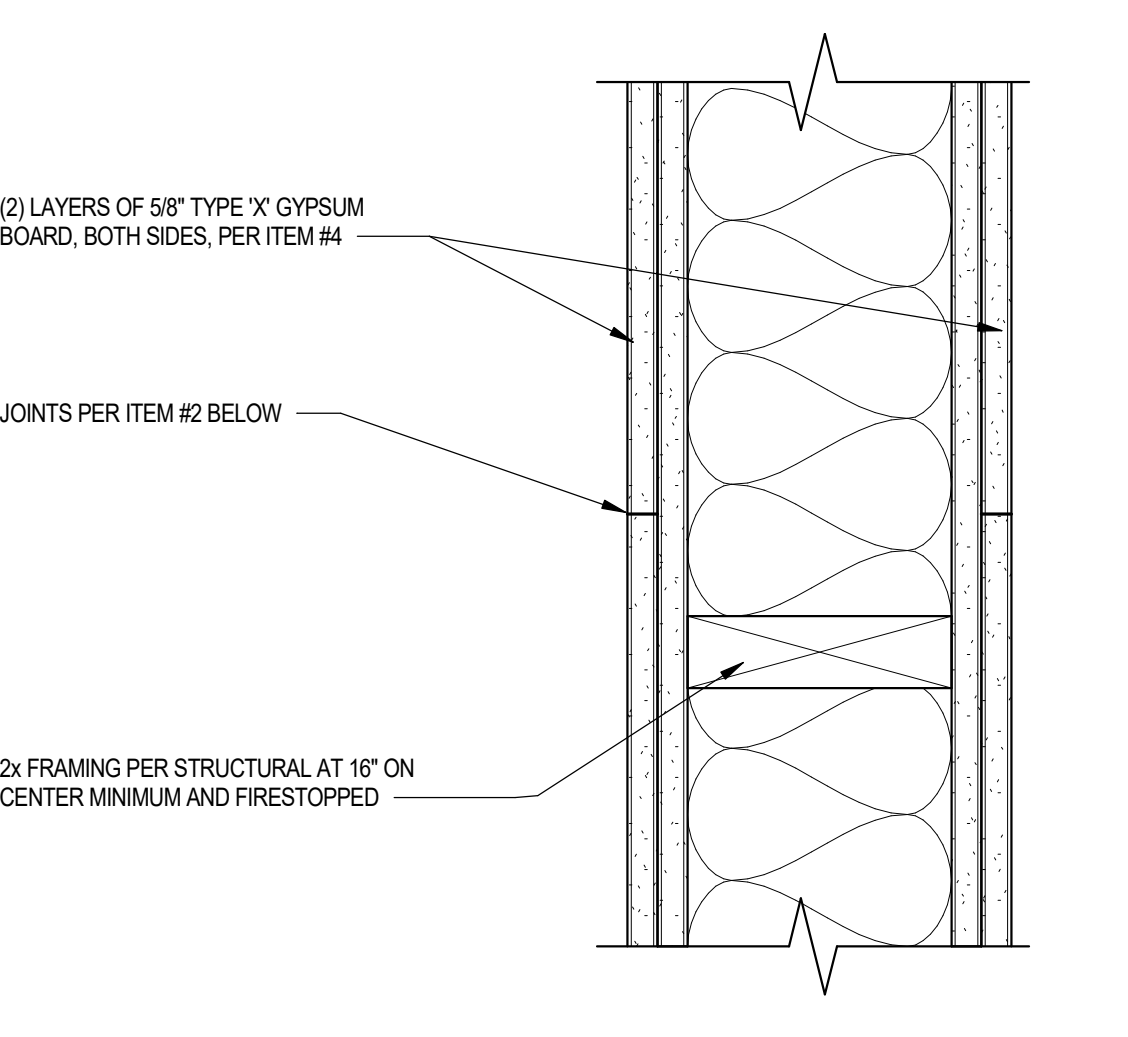 (2) LAYERS OF 5/8" TYPE 'X' GYPSUM
BOARD, BOTH SIDES, PER ITEM #4
JOINTS PER ITEM #2 BELOW
2x FRAMING PER STRUCTURAL AT 16" ON
CENTER MINIMUM AND FIRESTOPPED